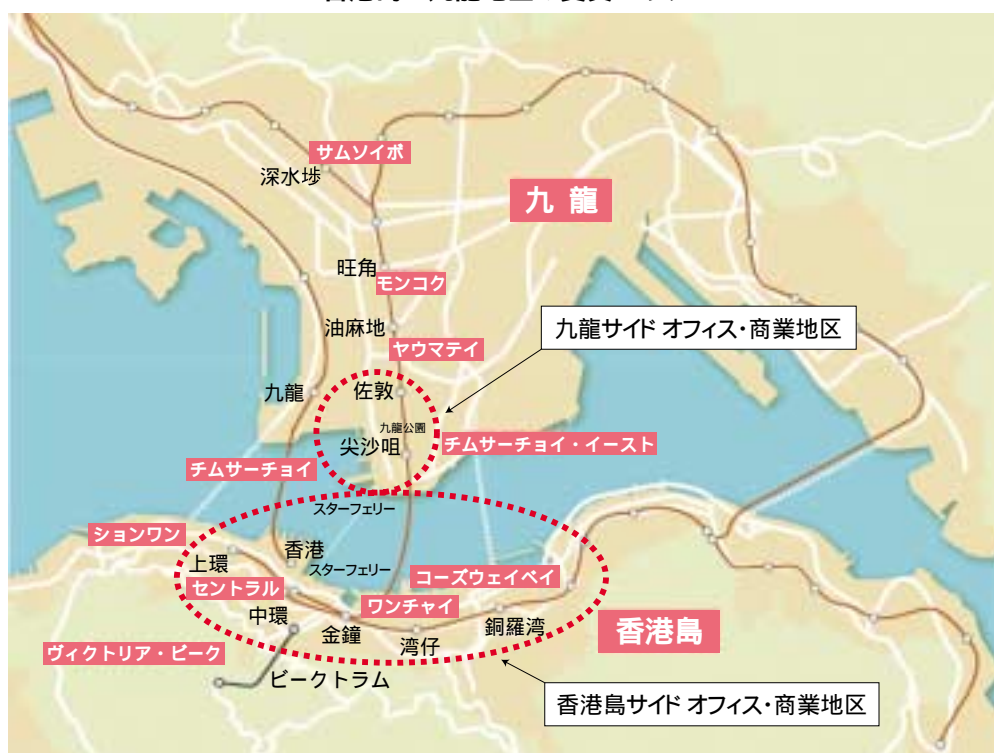 サムソイポ
深水埗
九 龍
旺角
モンコク
油麻地
ヤウマテイ
九龍サイド オフィス・商業地区
九龍
佐敦
九龍公園
尖沙咀
チムサーチョイ・イースト
チムサーチョイ
スターフェリー
ションワン
上環
香港
スターフェリー
セントラル
コーズウェイベイ
ワンチャイ
中環
金鐘
湾仔
銅羅湾
香港島
ヴィクトリア・ピーク
ピークトラム
香港島サイド オフィス・商業地区